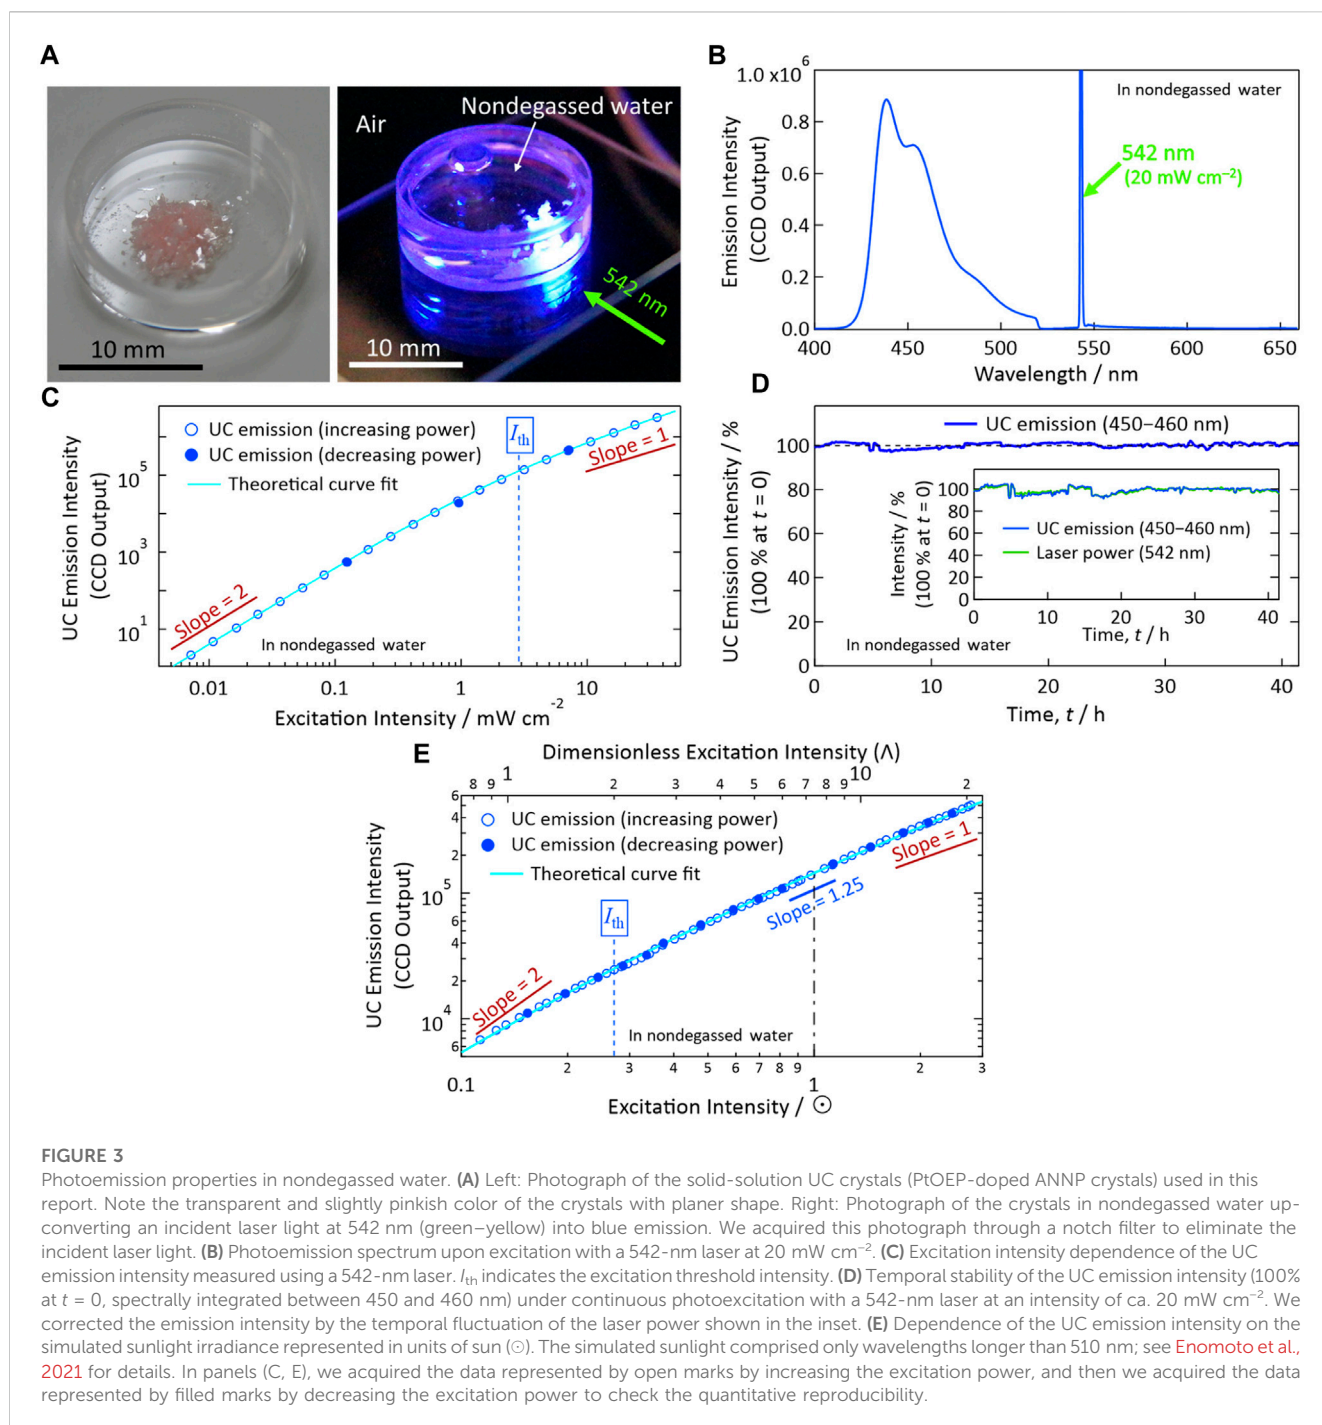 A
Nondegassed water
Air
542 nm
10 mm
10 mm
B
1.0 x10⁶
0.8
0.6
0.4
0.2
0.0
Emission Intensity
(CCD Output)
In nondegassed water
542 nm
(20 mW cm⁻²)
400
450
500
550
600
650
Wavelength / nm
C
UC emission (increasing power)
UC emission (decreasing power)
Theoretical curve fit
Ith
Slope = 1
Slope = 2
In nondegassed water
10⁵
10³
10¹
UC Emission Intensity
(CCD Output)
0.01
0.1
1
10
Excitation Intensity / mW cm⁻²
D
UC emission (450–460 nm)
100
80
60
40
20
0
UC Emission Intensity / %
(100 % at t = 0)
100
80
60
40
20
0
Intensity / %
(100 % at t = 0)
UC emission (450–460 nm)
Laser power (542 nm)
0
10
20
30
40
Time, t / h
In nondegassed water
0
10
20
30
40
Time, t / h
E
Dimensionless Excitation Intensity (Λ)
8 9 1 2 3 4 5 6 7 8 9 10 2
UC emission (increasing power)
UC emission (decreasing power)
Theoretical curve fit
Ith
Slope = 1
Slope = 1.25
Slope = 2
In nondegassed water
6
4
2
10⁵
6
4
2
10⁴
6
UC Emission Intensity
(CCD Output)
2 3 4 5 6 7 8 9 2 3
0.1 1
Excitation Intensity / ☉
FIGURE 3
Photoemission properties in nondegassed water. (A) Left: Photograph of the solid-solution UC crystals (PtOEP-doped ANNP crystals) used in this
report. Note the transparent and slightly pinkish color of the crystals with planer shape. Right: Photograph of the crystals in nondegassed water up-
converting an incident laser light at 542 nm (green–yellow) into blue emission. We acquired this photograph through a notch filter to eliminate the
incident laser light. (B) Photoemission spectrum upon excitation with a 542-nm laser at 20 mW cm⁻². (C) Excitation intensity dependence of the UC
emission intensity measured using a 542-nm laser. Ith indicates the excitation threshold intensity. (D) Temporal stability of the UC emission intensity (100%
at t = 0, spectrally integrated between 450 and 460 nm) under continuous photoexcitation with a 542-nm laser at an intensity of ca. 20 mW cm⁻². We
corrected the emission intensity by the temporal fluctuation of the laser power shown in the inset. (E) Dependence of the UC emission intensity on the
simulated sunlight irradiance represented in units of sun (☉). The simulated sunlight comprised only wavelengths longer than 510 nm; see Enomoto et al.,
2021 for details. In panels (C, E), we acquired the data represented by open marks by increasing the excitation power, and then we acquired the data
represented by filled marks by decreasing the excitation power to check the quantitative reproducibility.